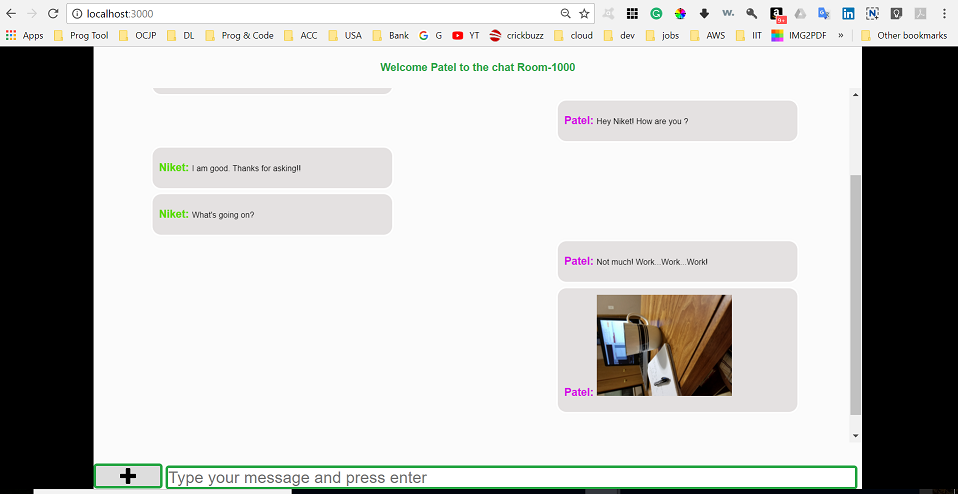 localhost:3000
Apps Prog Tool OCJP DL Prog & Code ACC USA Bank G YT crickbuzz cloud dev jobs AWS IIT IMG2PDF » Other bookmarks
Welcome Patel to the chat Room-1000
Patel: Hey Niket! How are you ?
Niket: I am good. Thanks for asking!!
Niket: What's going on?
Patel: Not much! Work...Work...Work!
Patel:
Type your message and press enter